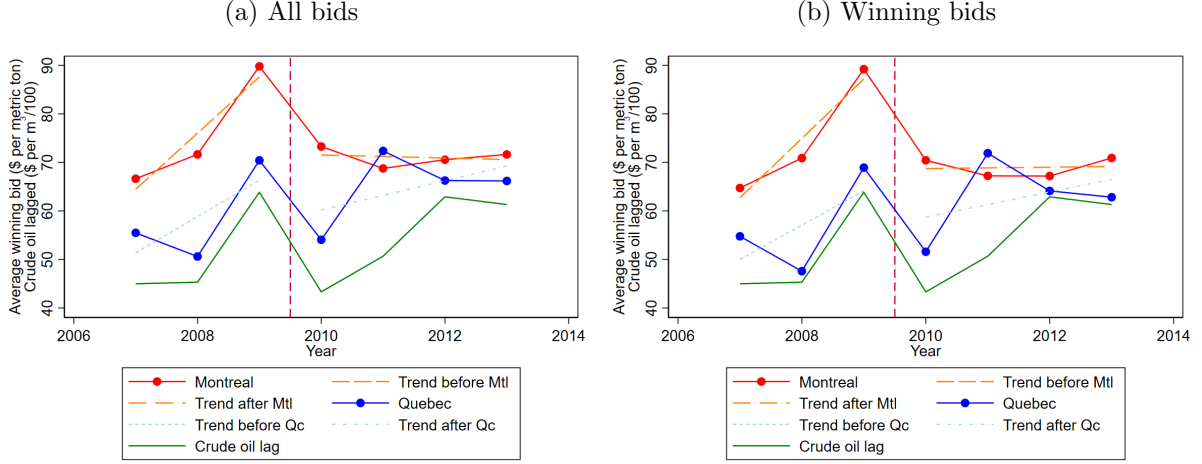 (a) All bids
Average winning bid ($ per metric ton)
Crude oil lagged ($ per m³/100)
90
80
70
60
50
40
2006
2008
2010
2012
2014
Year
Montreal
Trend before Mtl
Trend after Mtl
Quebec
Trend before Qc
Trend after Qc
Crude oil lag
(b) Winning bids
Average winning bid ($ per metric ton)
Crude oil lagged ($ per m³/100)
90
80
70
60
50
40
2006
2008
2010
2012
2014
Year
Montreal
Trend before Mtl
Trend after Mtl
Quebec
Trend before Qc
Trend after Qc
Crude oil lag